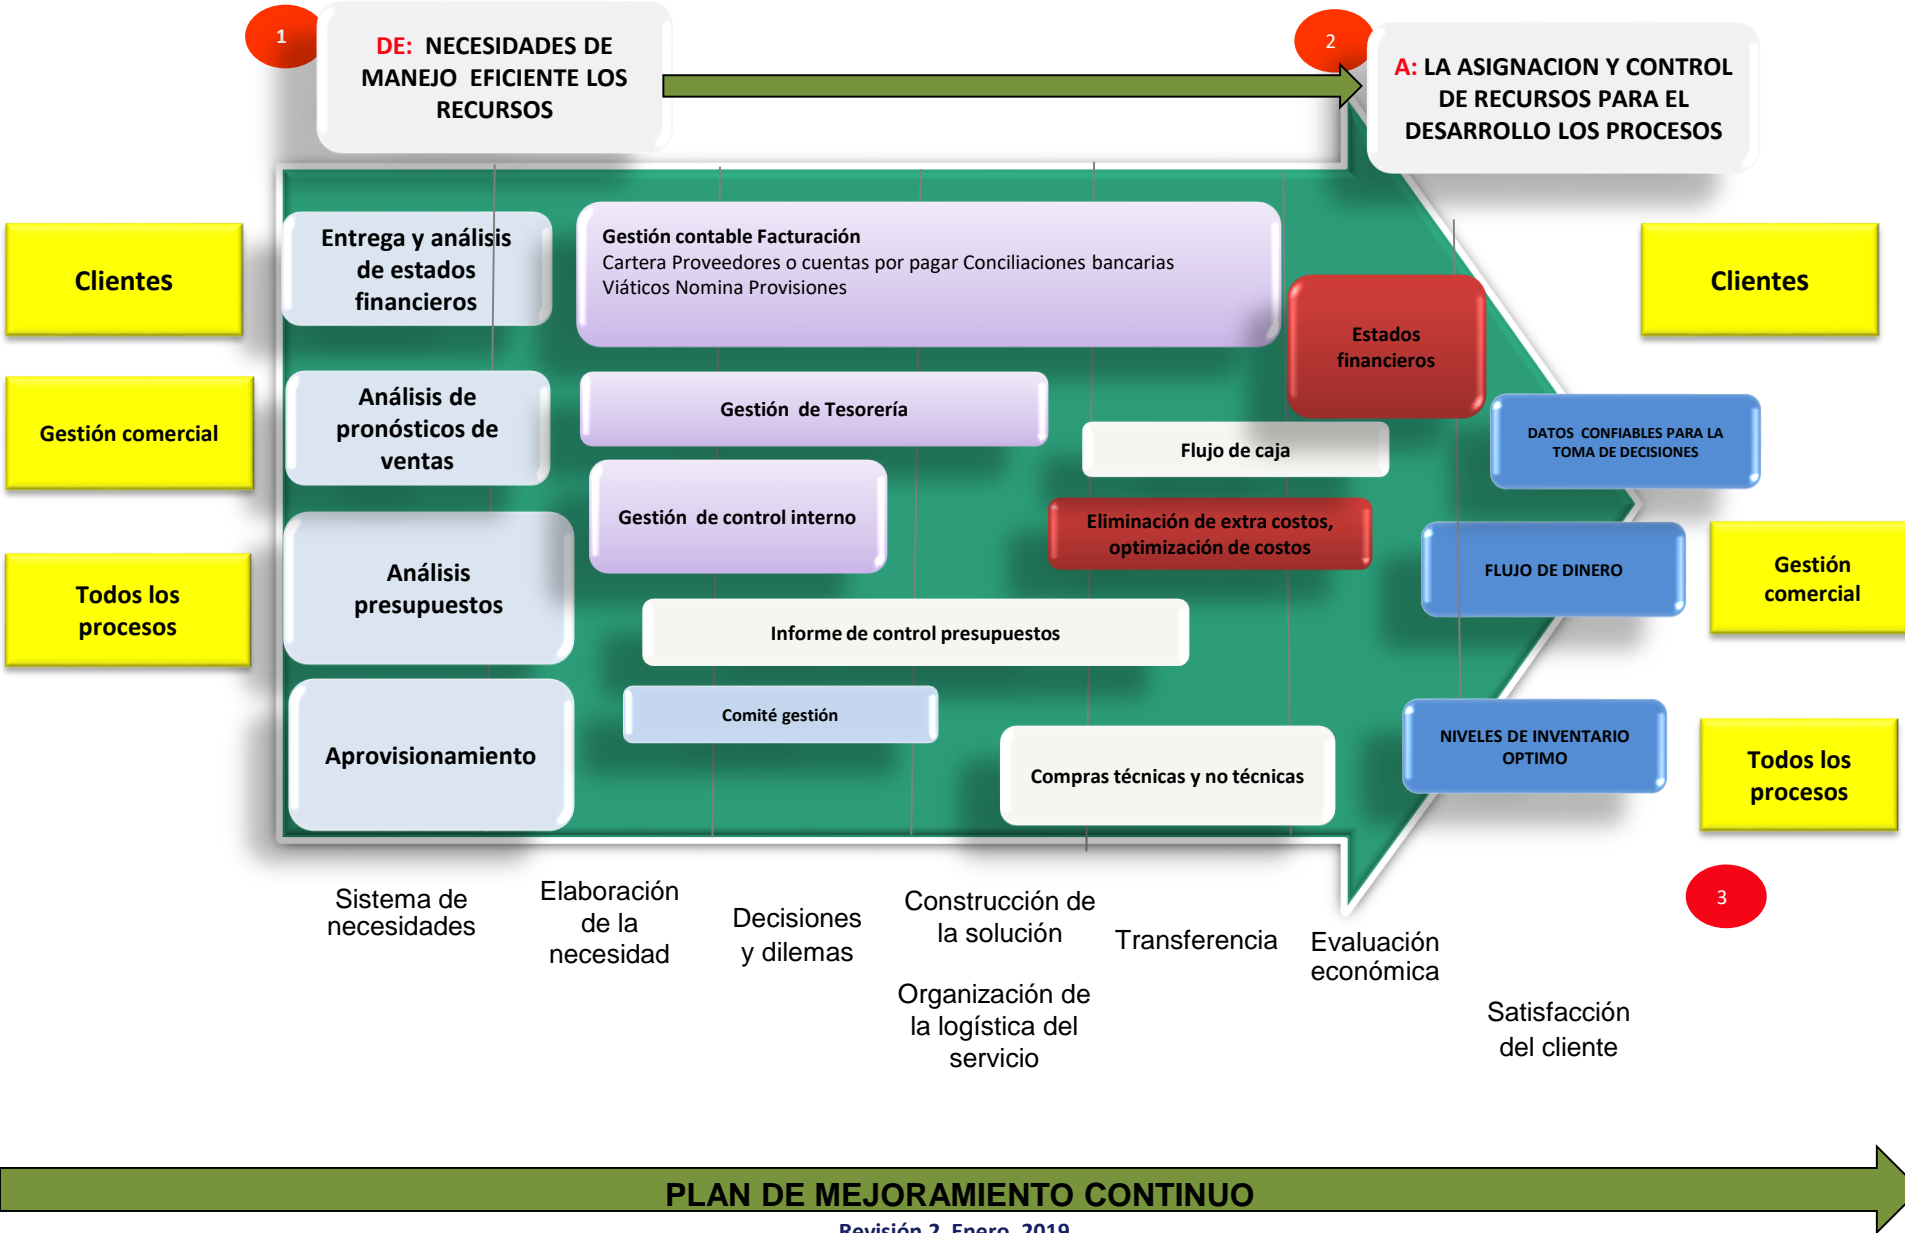 1
DE: NECESIDADES DE
MANEJO EFICIENTE LOS
RECURSOS
2
A: LA ASIGNACION Y CONTROL
DE RECURSOS PARA EL
DESARROLLO LOS PROCESOS
Clientes
Gestión comercial
Todos los
procesos
Entrega y análisis
de estados
financieros
Análisis de
pronósticos de
ventas
Análisis
presupuestos
Aprovisionamiento
Gestión contable Facturación
Cartera Proveedores o cuentas por pagar Conciliaciones bancarias
Viáticos Nomina Provisiones
Gestión de Tesorería
Gestión de control interno
Informe de control presupuestos
Comité gestión
Flujo de caja
Eliminación de extra costos,
optimización de costos
Compras técnicas y no técnicas
Estados
financieros
DATOS CONFIABLES PARA LA
TOMA DE DECISIONES
FLUJO DE DINERO
NIVELES DE INVENTARIO
OPTIMO
Clientes
Gestión
comercial
Todos los
procesos
3
Sistema de
necesidades
Elaboración
de la
necesidad
Decisiones
y dilemas
Construcción de
la solución
Organización de
la logística del
servicio
Transferencia
Evaluación
económica
Satisfacción
del cliente
PLAN DE MEJORAMIENTO CONTINUO
Revisión 2, Enero, 2019